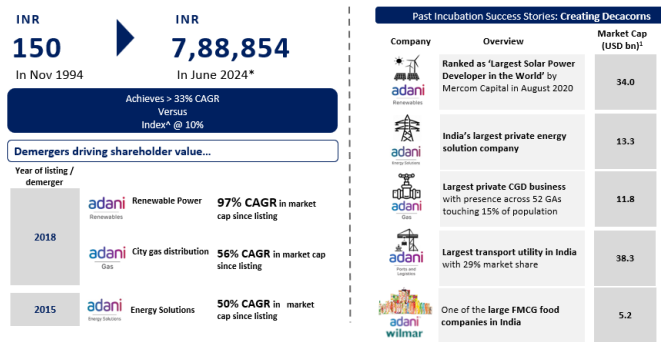 INR
150
In Nov 1994
INR
7,88,854
In June 2024*
Achieves > 33% CAGR
Versus
Index^ @ 10%
Demergers driving shareholder value...
Year of listing /
demerger
2018
adani
Renewables
Renewable Power
97% CAGR in market
cap since listing
adani
Gas
City gas distribution
56% CAGR in market cap
since listing
2015
adani
Energy Solutions
Energy Solutions
50% CAGR in market
cap since listing
Past Incubation Success Stories: Creating Decacorns
Company
Overview
Market Cap
(USD bn)1
adani
Renewables
Ranked as ‘Largest Solar Power
Developer in the World’ by
Mercom Capital in August 2020
34.0
adani
Energy Solutions
India's largest private energy
solution company
13.3
adani
Gas
Largest private CGD business
with presence across 52 GAs
touching 15% of population
11.8
adani
Ports and
Logistics
Largest transport utility in India
with 29% market share
38.3
adani
wilmar
One of the large FMCG food
companies in India
5.2